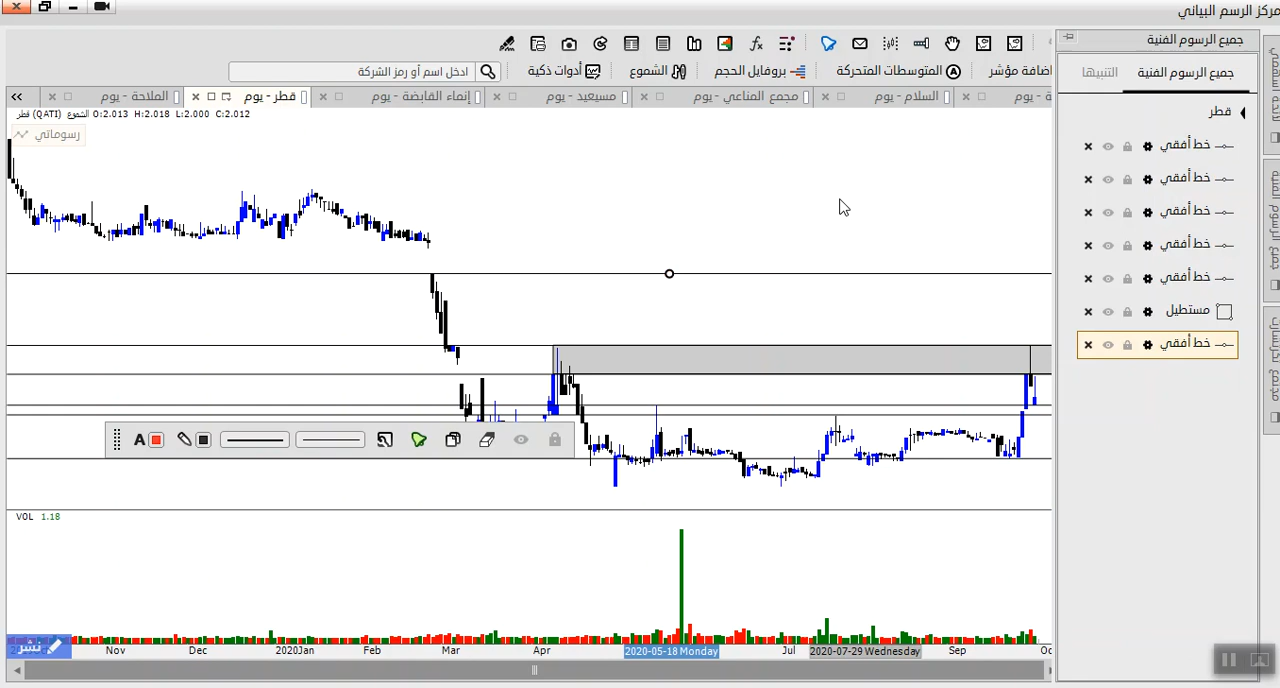 مركز الرسم البياني
جميع الرسوم الفنية
ادخل اسم أو رمز الشركة
أدوات ذكية
الشموع
بروفايل الحجم
المتوسطات المتحركة
اضافة مؤشر
جميع الرسوم الفنية
التنبيها
الملاحة - يوم
قطر - يوم
إنماء القابضة - يوم
مسيعيد - يوم
مجمع المناعي - يوم
السلام - يوم
ة - يوم
قطر (QATI) الشموع O:2.013 H:2.018 L:2.000 C:2.012
رسوماتي
قطر
خط أفقي
خط أفقي
خط أفقي
خط أفقي
خط أفقي
مستطيل
خط أفقي
A
VOL 1.18
نشر
Nov Dec 2020Jan Feb Mar Apr 2020-05-18 Monday Jul 2020-07-29 Wednesday Sep Oc